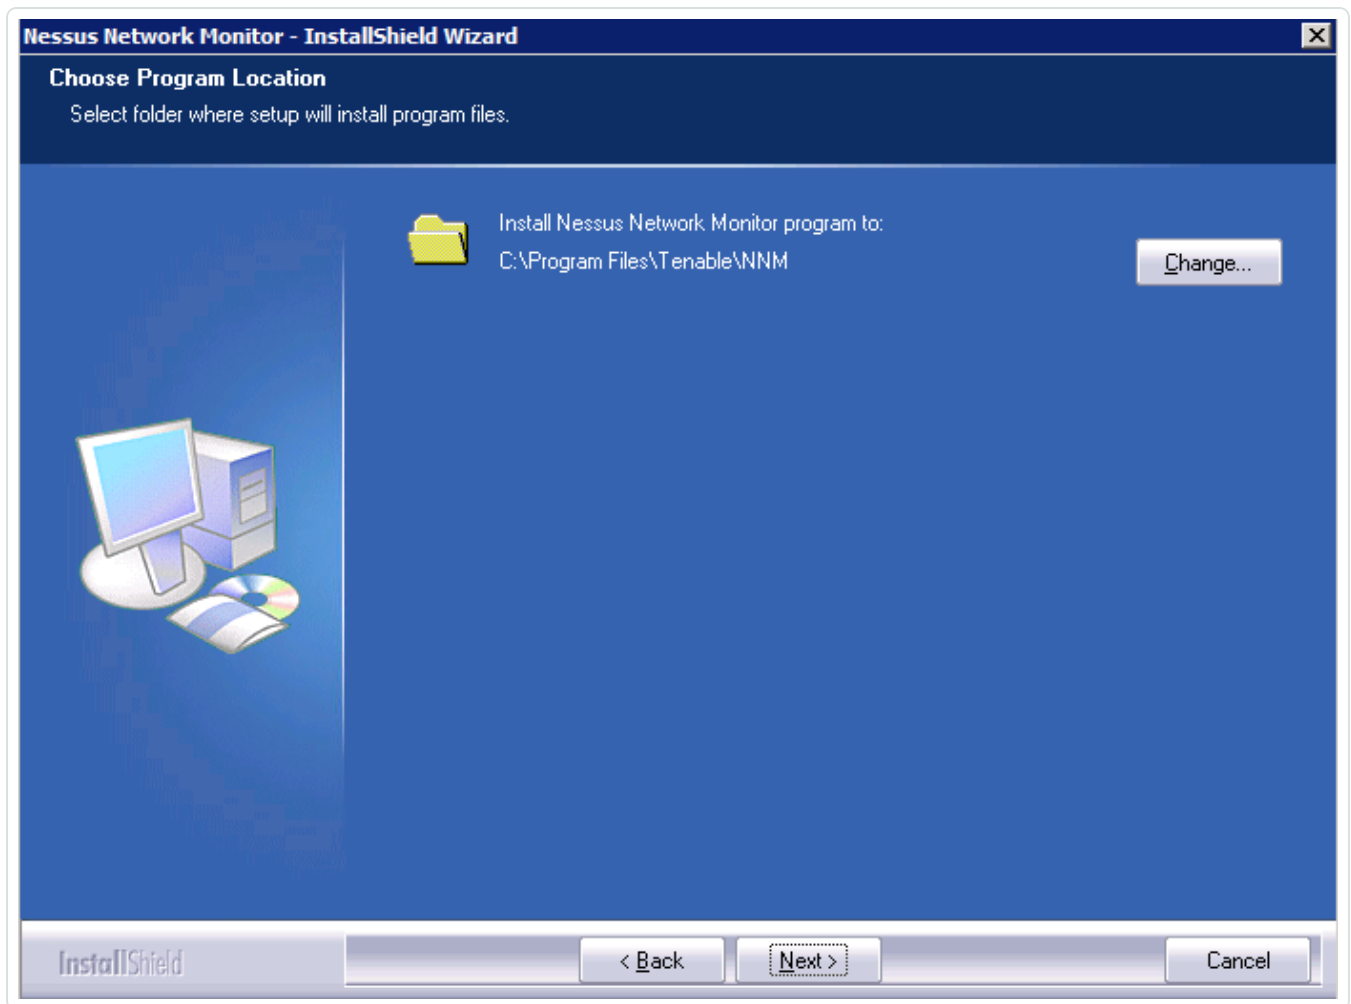 Nessus Network Monitor - InstallShield Wizard
Choose Program Location
Select folder where setup will install program files.
Install Nessus Network Monitor program to:
C:\Program Files\Tenable\NNM
Change...
InstallShield
< Back
Next >
Cancel